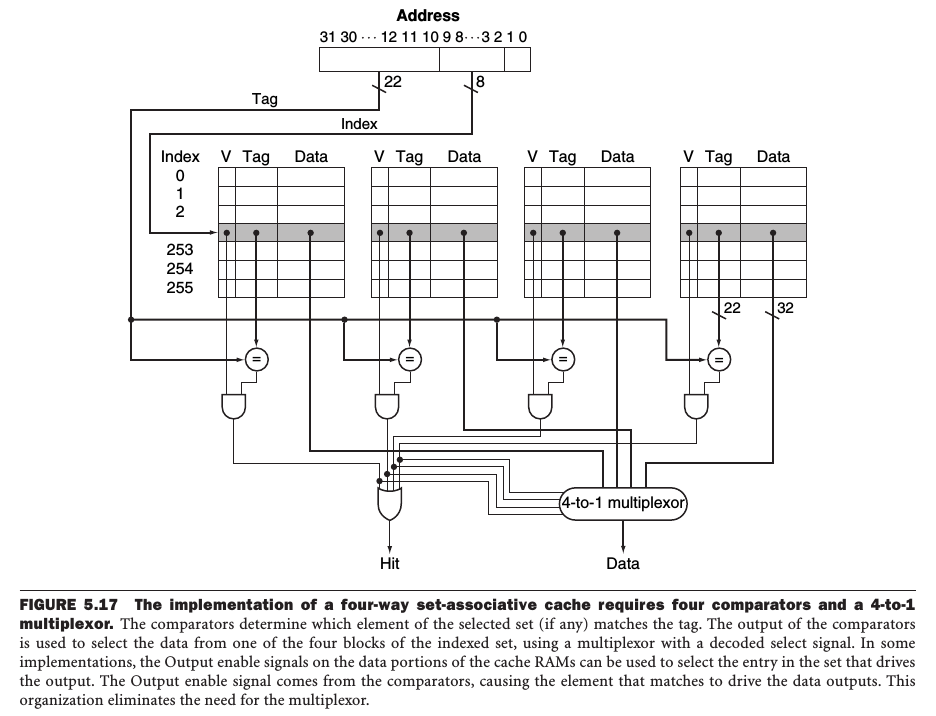 Address
31 30 ··· 12 11 10 9 8···3 2 1 0
22
8
Tag
Index
Index V Tag Data V Tag Data V Tag Data V Tag Data
0
1
2
253
254
255
22 32
= = = =
4-to-1 multiplexor
Hit Data
FIGURE 5.17 The implementation of a four-way set-associative cache requires four comparators and a 4-to-1
multiplexor. The comparators determine which element of the selected set (if any) matches the tag. The output of the comparators
is used to select the data from one of the four blocks of the indexed set, using a multiplexor with a decoded select signal. In some
implementations, the Output enable signals on the data portions of the cache RAMs can be used to select the entry in the set that drives
the output. The Output enable signal comes from the comparators, causing the element that matches to drive the data outputs. This
organization eliminates the need for the multiplexor.